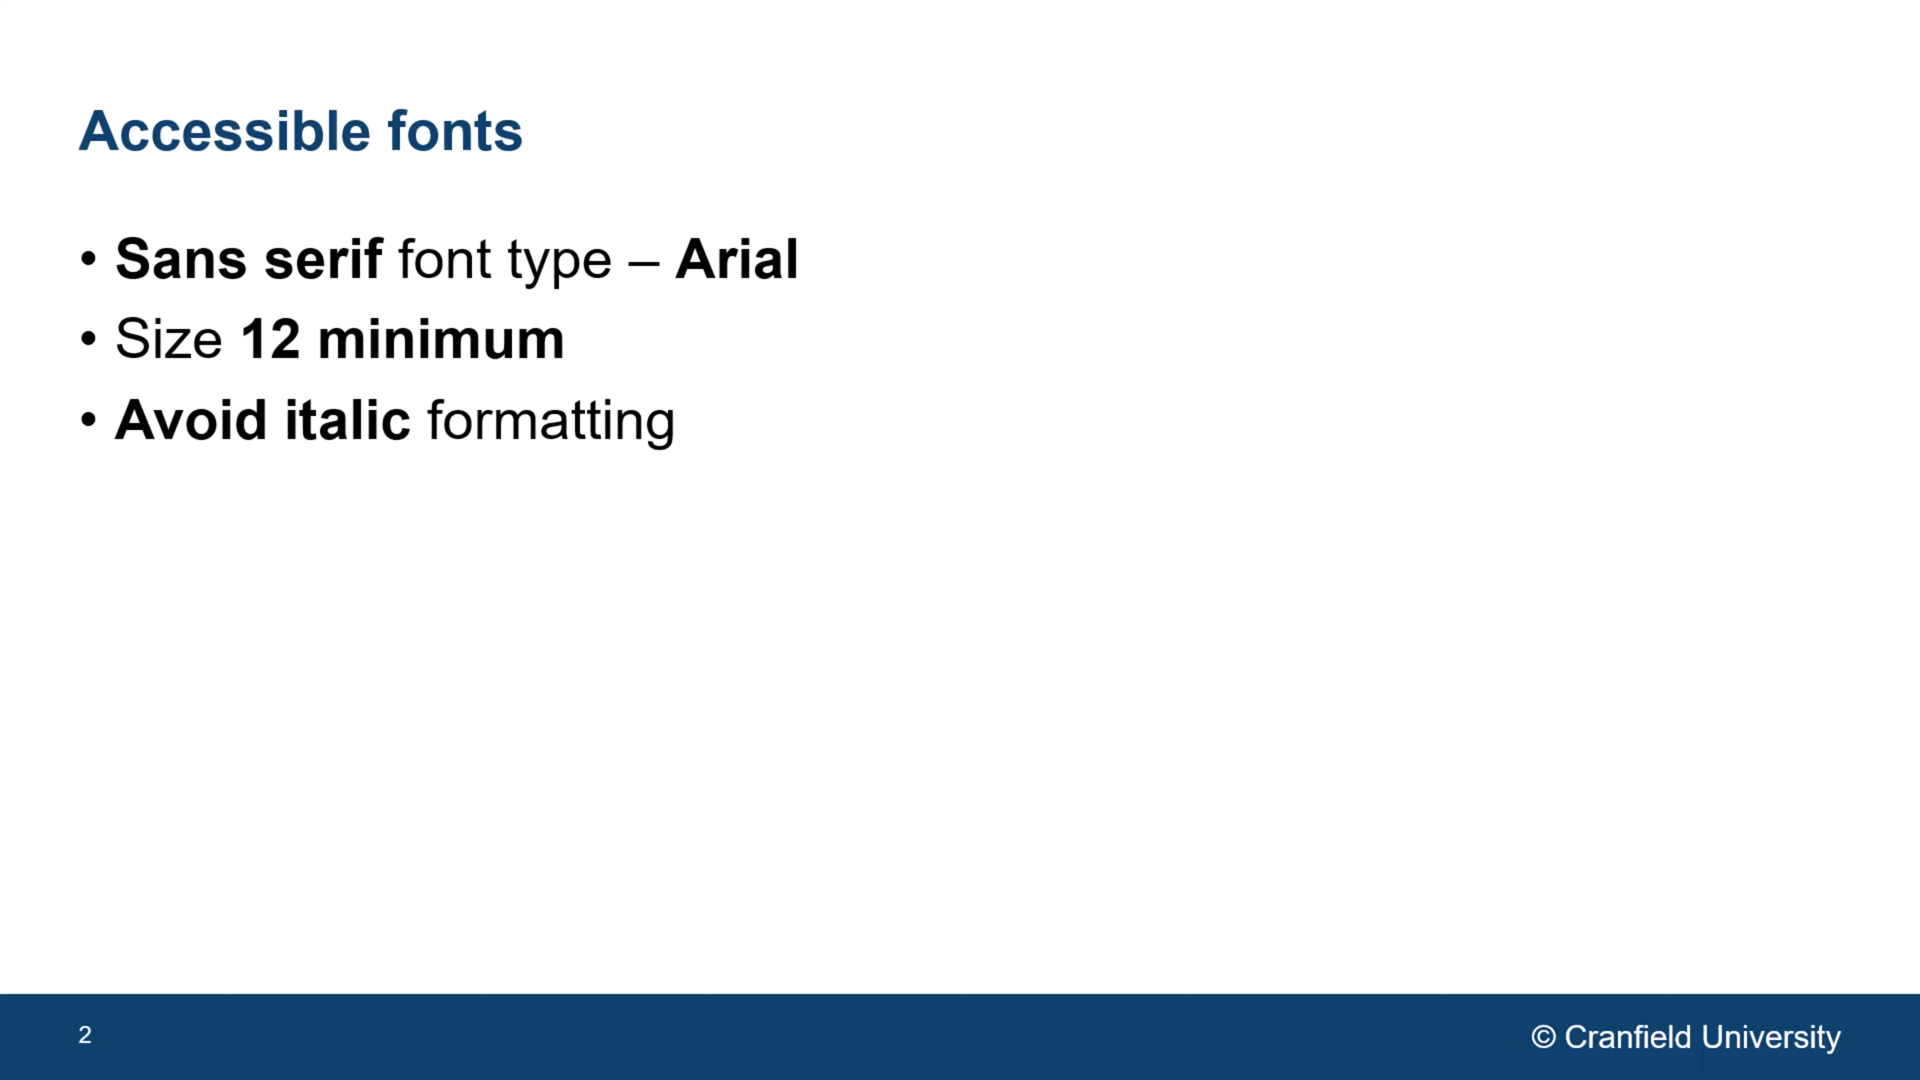 Accessible fonts
• Sans serif font type – Arial
• Size 12 minimum
• Avoid italic formatting
2
© Cranfield University